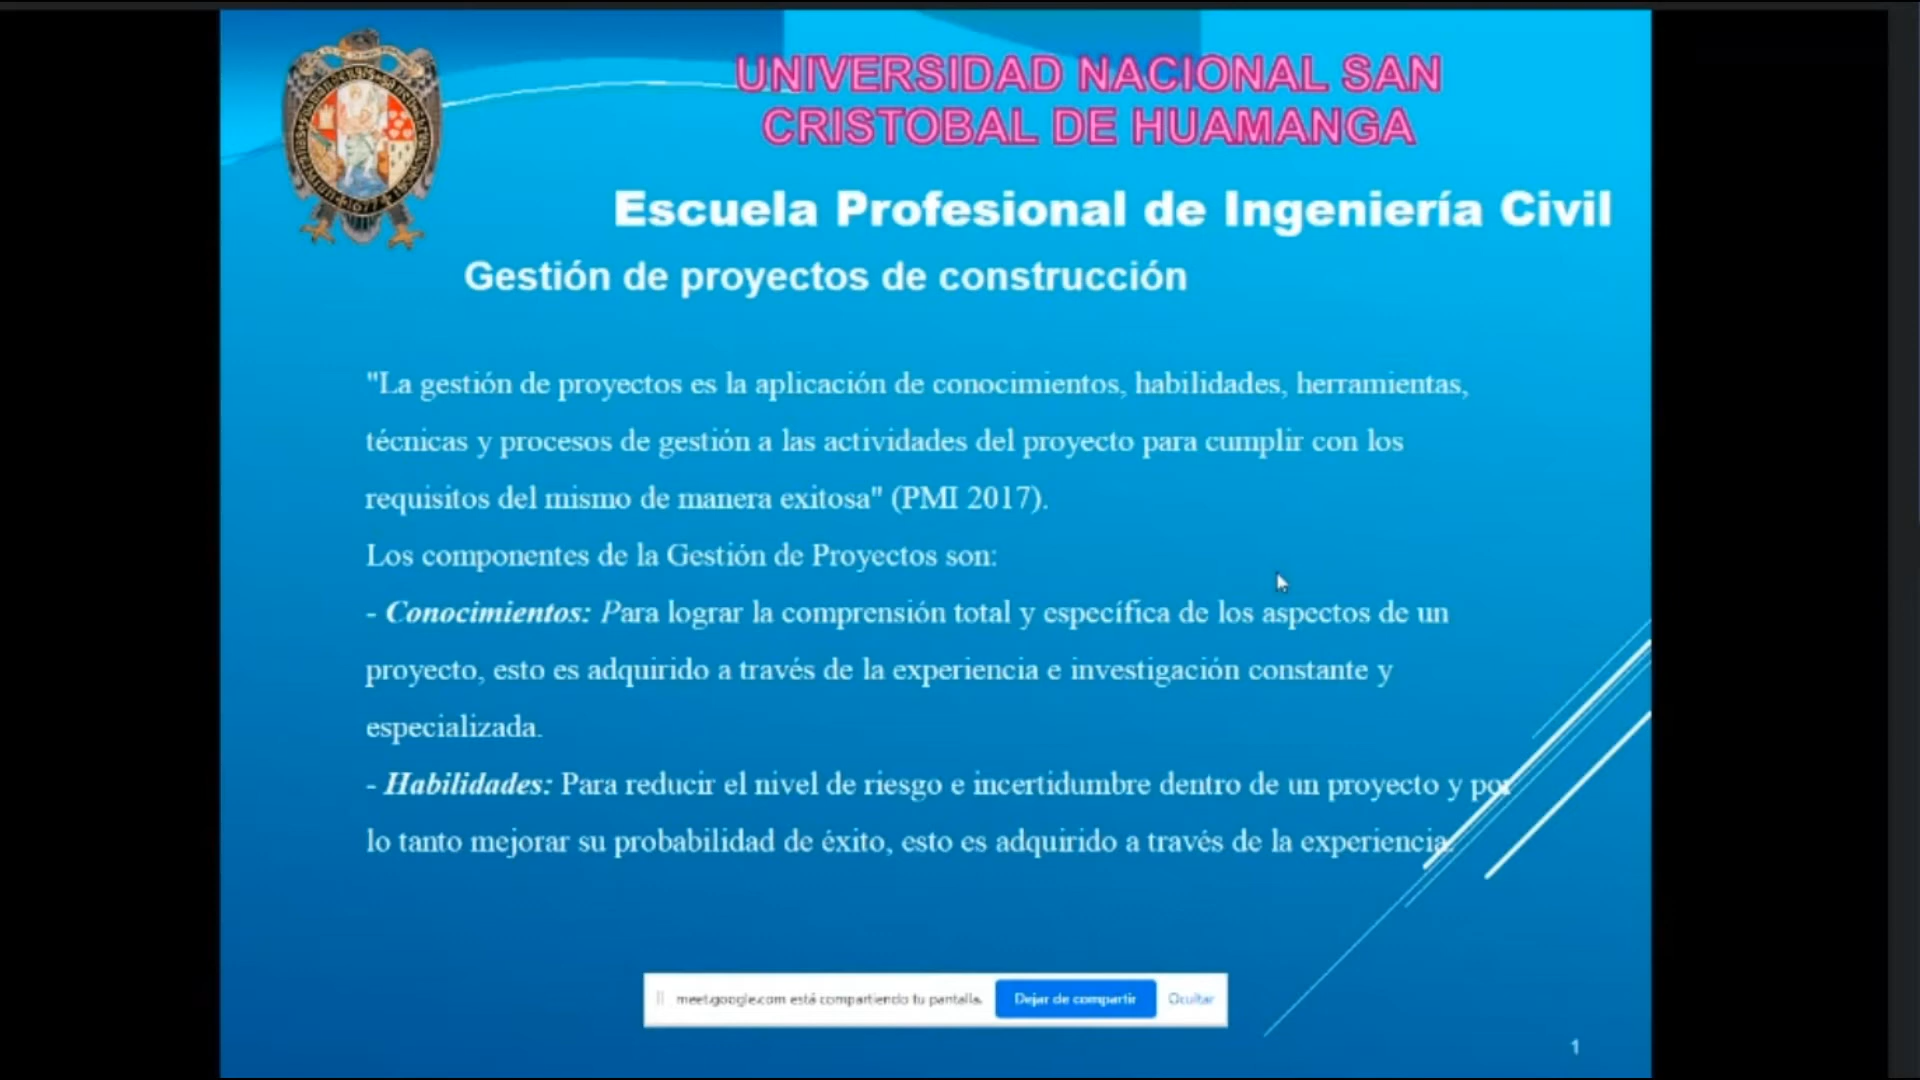 UNIVERSIDAD NACIONAL SAN
CRISTOBAL DE HUAMANGA
Escuela Profesional de Ingeniería Civil
Gestión de proyectos de construcción
"La gestión de proyectos es la aplicación de conocimientos, habilidades, herramientas,
técnicas y procesos de gestión a las actividades del proyecto para cumplir con los
requisitos del mismo de manera exitosa" (PMI 2017).
Los componentes de la Gestión de Proyectos son:
- Conocimientos: Para lograr la comprensión total y específica de los aspectos de un
proyecto, esto es adquirido a través de la experiencia e investigación constante y
especializada.
- Habilidades: Para reducir el nivel de riesgo e incertidumbre dentro de un proyecto y por
lo tanto mejorar su probabilidad de éxito, esto es adquirido a través de la experiencia.
meet.google.com está compartiendo tu pantalla. Dejar de compartir Ocultar
1
1677